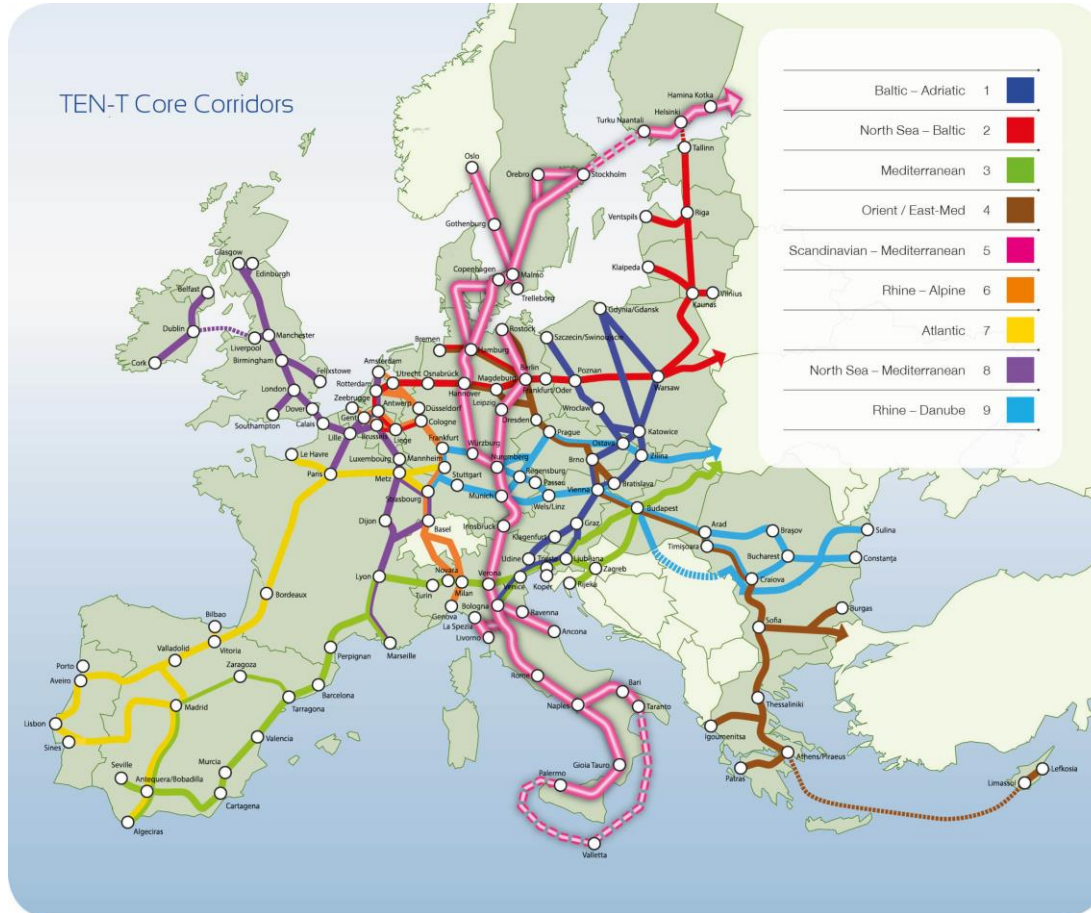 TEN-T Core Corridors
Baltic – Adriatic 1
North Sea – Baltic 2
Mediterranean 3
Orient / East-Med 4
Scandinavian – Mediterranean 5
Rhine – Alpine 6
Atlantic 7
North Sea – Mediterranean 8
Rhine – Danube 9
Hamina Kotka
Helsinki
Turku Naantali
Tallinn
Oslo
Örebro
Stockholm
Ventspils
Riga
Gothenburg
Klaipeda
Glasgow
Edinburgh
Copenhagen
Malmö
Trelleborg
Vilnius
Kaunas
Belfast
Gdynia/Gdansk
Dublin
Rostock
Szczecin/Swinoujscie
Manchester
Liverpool
Bremen
Hamburg
Cork
Birmingham
Felixstowe
Amsterdam
Utrecht
Osnabrück
Berlin
Magdeburg
Poznan
Warsaw
Frankfurt/Oder
Rotterdam
Hannover
London
Zeebrugge
Antwerp
Düsseldorf
Leipzig
Wroclaw
Dover
Southampton
Calais
Gent
Cologne
Dresden
Lille
Brussels
Liege
Prague
Katowice
Ostava
Frankfurt
Würzburg
Zilina
Le Havre
Luxembourg
Mannheim
Nuremberg
Brno
Paris
Metz
Stuttgart
Regensburg
Passau
Bratislava
Strasbourg
Munich
Wels/Linz
Vienna
Budapest
Dijon
Basel
Innsbruck
Graz
Klagenfurt
Arad
Brașov
Sulina
Timișoara
Bucharest
Constanța
Udine
Trieste
Ljubljana
Zagreb
Lyon
Novara
Verona
Venice
Koper
Rijeka
Turin
Milan
Craiova
Genova
Bologna
Ravenna
Bordeaux
La Spezia
Livorno
Ancona
Burgas
Sofia
Bilbao
Marseille
Vitoria
Valladolid
Zaragoza
Perpignan
Porto
Aveiro
Barcelona
Rome
Bari
Madrid
Tarragona
Naples
Taranto
Thessaloniki
Lisbon
Sines
Valencia
Igoumenitsa
Seville
Murcia
Antequera/Bobadilla
Palermo
Gioia Tauro
Patras
Athens/Piraeus
Lefkosia
Limassol
Cartagena
Algeciras
Valletta